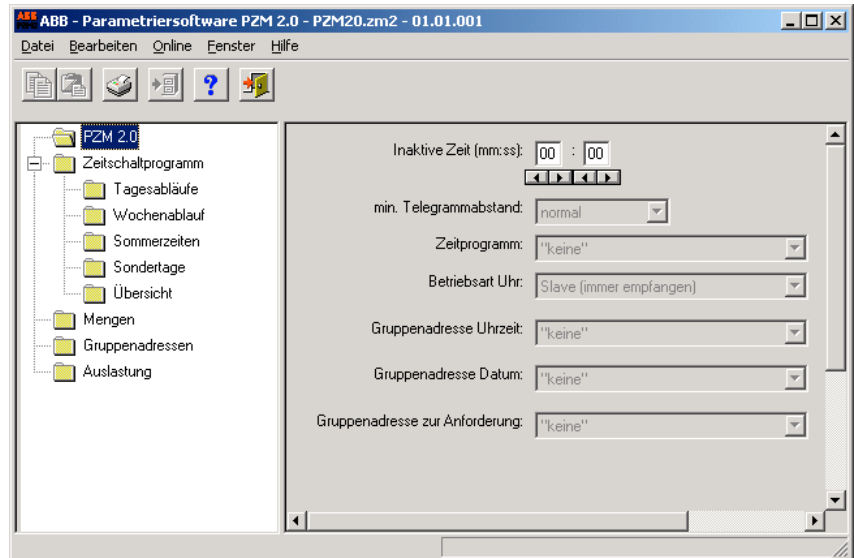 ABB - Parametriersoftware PZM 2.0 - PZM20.zm2 - 01.01.001
Datei Bearbeiten Online Fenster Hilfe
PZM 2.0
Zeitschaltprogramm
Tagesabläufe
Wochenablauf
Sommerzeiten
Sondertage
Übersicht
Mengen
Gruppenadressen
Auslastung
Inaktive Zeit (mm:ss): 00 : 00
min. Telegrammabstand: normal
Zeitprogramm: "keine"
Betriebsart Uhr: Slave (immer empfangen)
Gruppenadresse Uhrzeit: "keine"
Gruppenadresse Datum: "keine"
Gruppenadresse zur Anforderung: "keine"